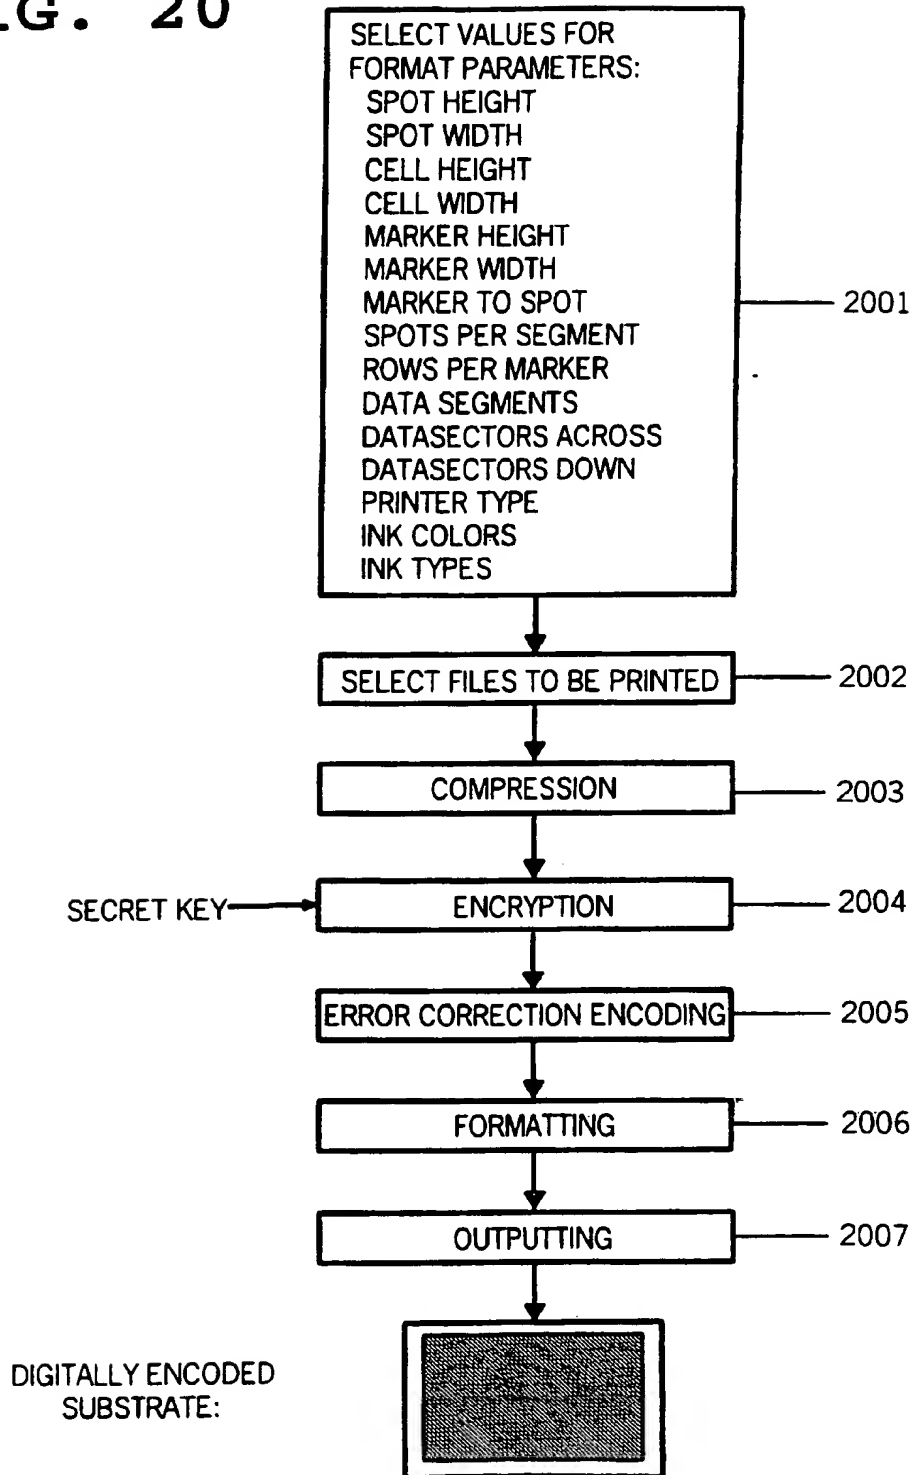 FIG. 20
SELECT VALUES FOR
FORMAT PARAMETERS:
SPOT HEIGHT
SPOT WIDTH
CELL HEIGHT
CELL WIDTH
MARKER HEIGHT
MARKER WIDTH
MARKER TO SPOT
SPOTS PER SEGMENT
ROWS PER MARKER
DATA SEGMENTS
DATASECTORS ACROSS
DATASECTORS DOWN
PRINTER TYPE
INK COLORS
INK TYPES
2001
SELECT FILES TO BE PRINTED
2002
COMPRESSION
2003
SECRET KEY
ENCRYPTION
2004
ERROR CORRECTION ENCODING
2005
FORMATTING
2006
OUTPUTTING
2007
DIGITALLY ENCODED
SUBSTRATE: